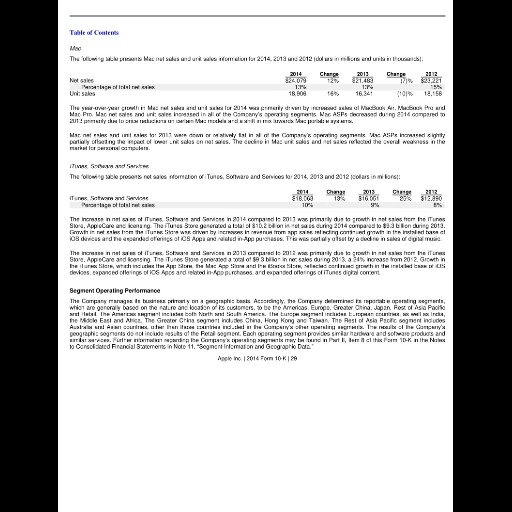 Table of Contents
Mac
The following table presents Mac net sales and unit sales information for 2014, 2013 and 2012 (dollars in millions and units in thousands):
2014 Change 2013 Change 2012
Net sales $24,079 12% $21,483 (7)% $23,221
Percentage of total net sales 13% 13% 15%
Unit sales 18,906 16% 16,341 (10)% 18,158
The year-over-year growth in Mac net sales and unit sales for 2014 was primarily driven by increased sales of MacBook Air, MacBook Pro and
Mac Pro. Mac net sales and unit sales increased in all of the Company's operating segments. Mac ASPs decreased during 2014 compared to
2013 primarily due to price reductions on certain Mac models and a shift in mix towards Mac portable systems.
Mac net sales and unit sales for 2013 were down or relatively flat in all of the Company's operating segments. Mac ASPs increased slightly
partially offsetting the impact of lower unit sales on net sales. The decline in Mac unit sales and net sales reflected the overall weakness in the
market for personal computers.
iTunes, Software and Services
The following table presents net sales information of iTunes, Software and Services for 2014, 2013 and 2012 (dollars in millions):
2014 Change 2013 Change 2012
iTunes, Software and Services $18,063 13% $16,051 25% $12,890
Percentage of total net sales 10% 9% 8%
The increase in net sales of iTunes, Software and Services in 2014 compared to 2013 was primarily due to growth in net sales from the iTunes
Store, AppleCare and licensing. The iTunes Store generated a total of $10.2 billion in net sales during 2014 compared to $9.3 billion during 2013.
Growth in net sales from the iTunes Store was driven by increases in revenue from app sales reflecting continued growth in the installed base of
iOS devices and the expanded offerings of iOS Apps and related in-App purchases. This was partially offset by a decline in sales of digital music.
The increase in net sales of iTunes, Software and Services in 2013 compared to 2012 was primarily due to growth in net sales from the iTunes
Store, AppleCare and licensing. The iTunes Store generated a total of $9.3 billion in net sales during 2013, a 24% increase from 2012. Growth in
the iTunes Store, which includes the App Store, the Mac App Store and the iBooks Store, reflected continued growth in the installed base of iOS
devices, expanded offerings of iOS Apps and related in-App purchases, and expanded offerings of iTunes digital content.
Segment Operating Performance
The Company manages its business primarily on a geographic basis. Accordingly, the Company determined its reportable operating segments,
which are generally based on the nature and location of its customers, to be the Americas, Europe, Greater China, Japan, Rest of Asia Pacific
and Retail. The Americas segment includes both North and South America. The Europe segment includes European countries, as well as India,
the Middle East and Africa. The Greater China segment includes China, Hong Kong and Taiwan. The Rest of Asia Pacific segment includes
Australia and Asian countries, other than those countries included in the Company's other operating segments. The results of the Company's
geographic segments do not include results of the Retail segment. Each operating segment provides similar hardware and software products and
similar services. Further information regarding the Company's operating segments may be found in Part II, Item 8 of this Form 10-K in the Notes
to Consolidated Financial Statements in Note 11, "Segment Information and Geographic Data."
Apple Inc. | 2014 Form 10-K | 29